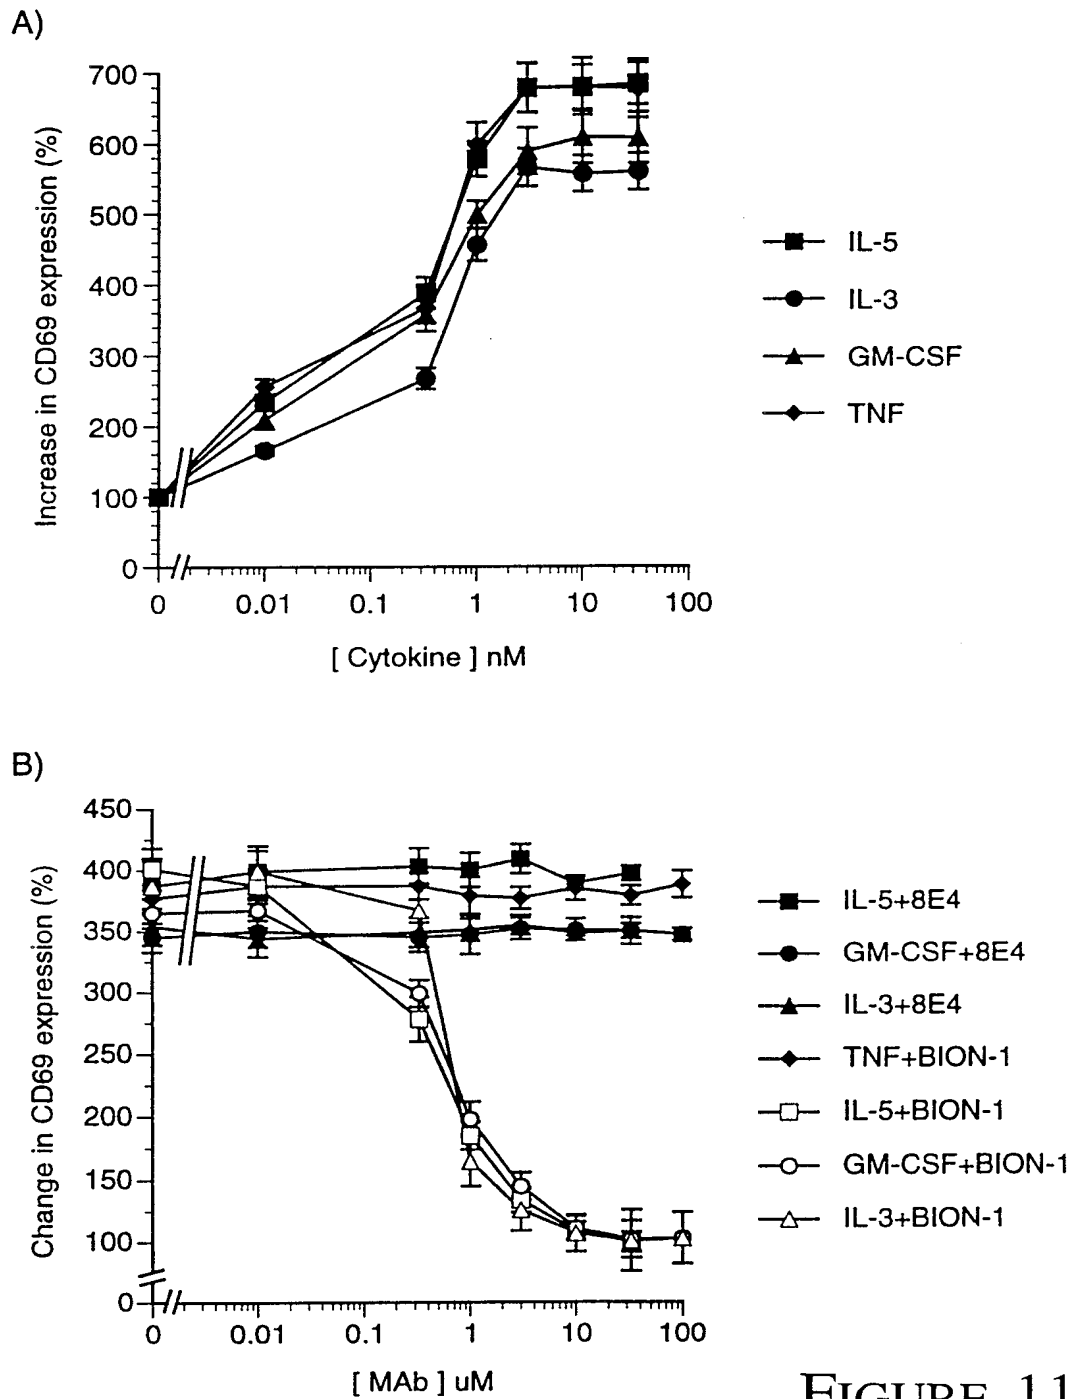 A)
700
600
500
400
300
200
100
0
Increase in CD69 expression (%)
0 0.01 0.1 1 10 100
[ Cytokine ] nM
IL-5
IL-3
GM-CSF
TNF
B)
450
400
350
300
250
200
150
100
0
Change in CD69 expression (%)
0 0.01 0.1 1 10 100
[ MAb ] uM
IL-5+8E4
GM-CSF+8E4
IL-3+8E4
TNF+BION-1
IL-5+BION-1
GM-CSF+BION-1
IL-3+BION-1
FIGURE 11